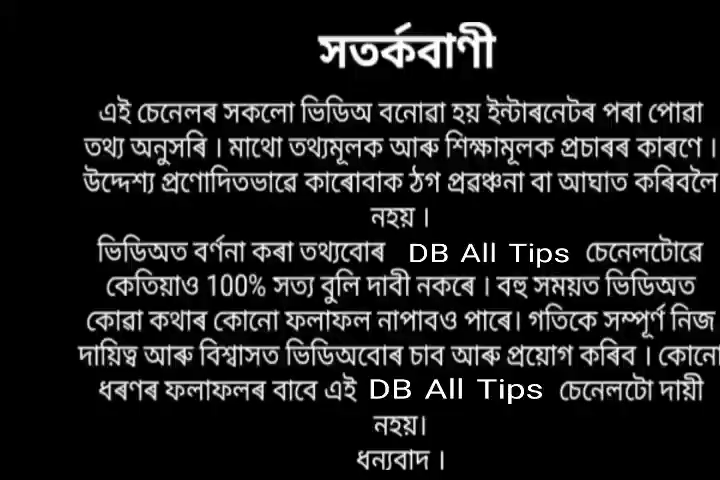 সতৰ্কবাণী
এই চেনেলৰ সকলো ভিডিঅ বনোৱা হয় ইন্টাৰনেটৰ পৰা পোৱা
তথ্য অনুসৰি । মাথো তথ্যমূলক আৰু শিক্ষামূলক প্ৰচাৰৰ কাৰণে ।
উদ্দেশ্য প্ৰণোদিতভাৱে কাৰোবাক ঠগ প্ৰৱঞ্চনা বা আঘাত কৰিবলৈ
নহয় ।
ভিডিঅত বৰ্ণনা কৰা তথ্যবোৰ DB All Tips চেনেলটোৱে
কেতিয়াও 100% সত্য বুলি দাবী নকৰে । বহু সময়ত ভিডিঅত
কোৱা কথাৰ কোনো ফলাফল নাপাবও পাৰে। গতিকে সম্পূৰ্ণ নিজ
দায়িত্ব আৰু বিশ্বাসত ভিডিঅবোৰ চাব আৰু প্ৰয়োগ কৰিব । কোনো
ধৰণৰ ফলাফলৰ বাবে এই DB All Tips চেনেলটো দায়ী
নহয়।
ধন্যবাদ ।